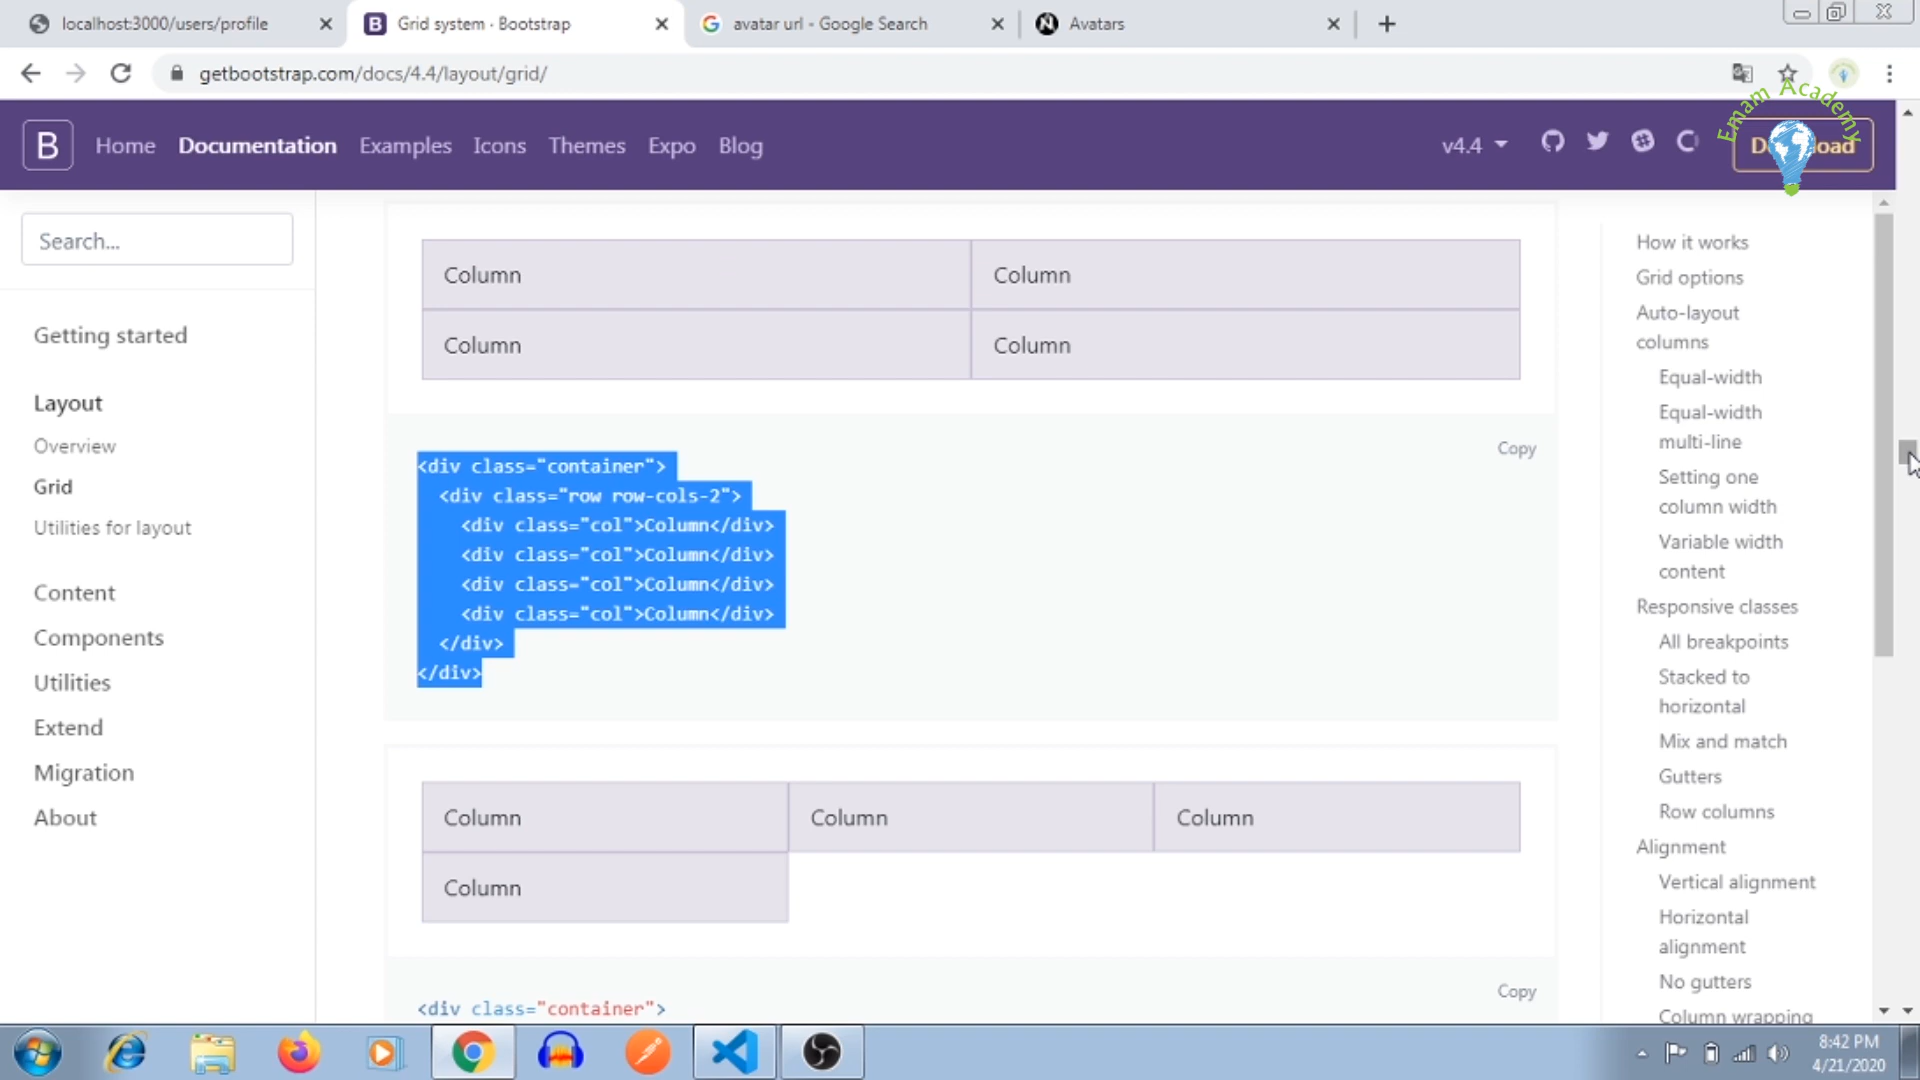 localhost:3000/users/profile
Grid system · Bootstrap
avatar url - Google Search
Avatars
getbootstrap.com/docs/4.4/layout/grid/
Emam Academy
B
Home
Documentation
Examples
Icons
Themes
Expo
Blog
v4.4
Search...
Getting started
Layout
Overview
Grid
Utilities for layout
Content
Components
Utilities
Extend
Migration
About
Column Column
Column Column
Copy
<div class="container">
<div class="row row-cols-2">
<div class="col">Column</div>
<div class="col">Column</div>
<div class="col">Column</div>
<div class="col">Column</div>
</div>
</div>
Column Column Column
Column
Copy
<div class="container">
How it works
Grid options
Auto-layout
columns
Equal-width
Equal-width
multi-line
Setting one
column width
Variable width
content
Responsive classes
All breakpoints
Stacked to
horizontal
Mix and match
Gutters
Row columns
Alignment
Vertical alignment
Horizontal
alignment
No gutters
Column wrapping
8:42 PM
4/21/2020